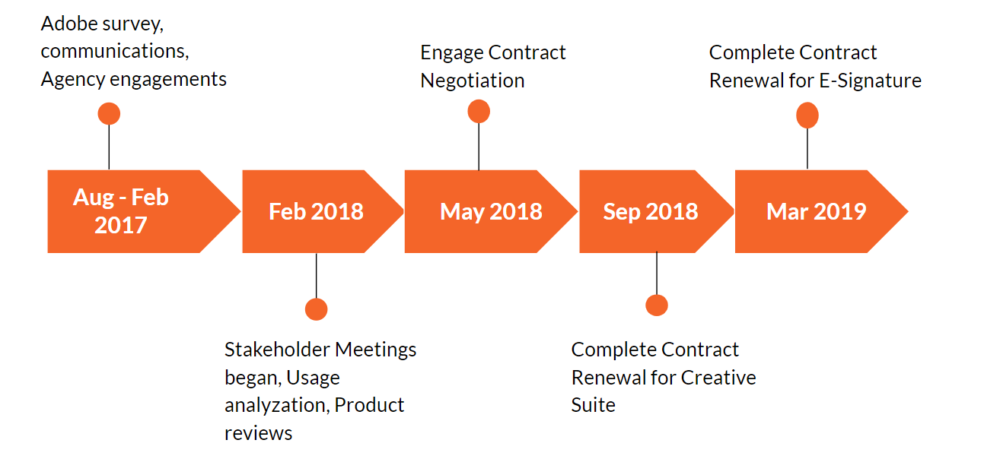 Adobe survey,
communications,
Agency engagements
Engage Contract
Negotiation
Complete Contract
Renewal for E-Signature
Aug - Feb
2017
Feb 2018
May 2018
Sep 2018
Mar 2019
Stakeholder Meetings
began, Usage
analyzation, Product
reviews
Complete Contract
Renewal for Creative
Suite